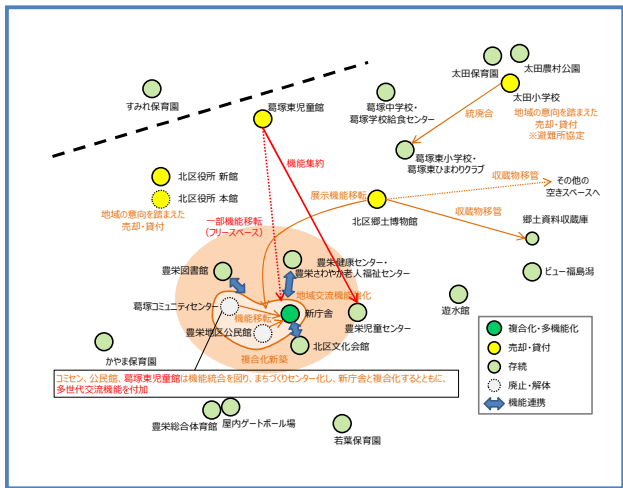 太田保育園
太田農村公園
太田小学校
地域の意向を踏まえた
売却・貸付
※避難所協定
すみれ保育園
葛塚東児童館
葛塚中学校・
葛塚学校給食センター
統廃合
葛塚東小学校・
葛塚東ひまわりクラブ
機能集約
北区役所 新館
北区役所 本館
地域の意向を踏まえた
売却・貸付
展示機能移転
収蔵物移管
その他の
空きスペースへ
北区郷土博物館
収蔵物移管
郷土資料収蔵庫
一部機能移転
(フリースペース)
豊栄健康センター・
豊栄さわやか老人福祉センター
豊栄図書館
ビュー福島潟
地域交流機能強化
遊水館
葛塚コミュニティセンター
機能移転
新庁舎
豊栄地区公民館
豊栄児童センター
北区文化会館
複合化新築
かやま保育園
コミセン、公民館、葛塚東児童館は機能統合を図り、まちづくりセンター化し、新庁舎と複合化するとともに、
多世代交流機能を付加
複合化・多機能化
売却・貸付
存続
廃止・解体
機能連携
豊栄総合体育館
屋内ゲートボール場
若葉保育園